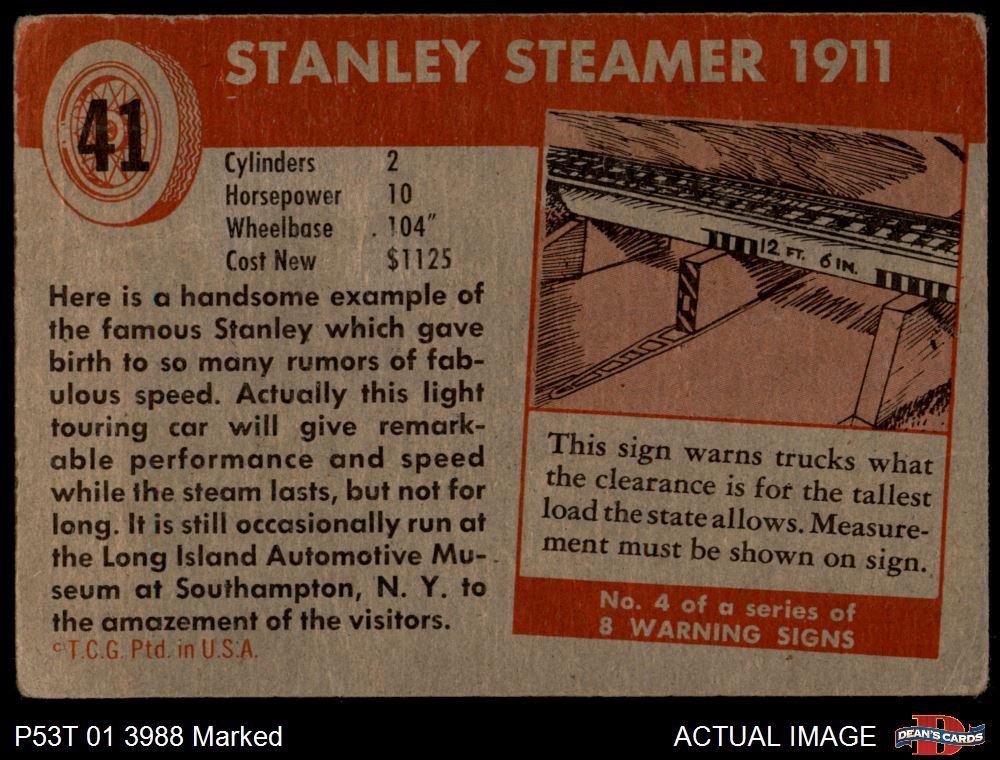 STANLEY STEAMER 1911
41
Cylinders 2
Horsepower 10
Wheelbase 104"
Cost New $1125
Here is a handsome example of
the famous Stanley which gave
birth to so many rumors of fab-
ulous speed. Actually this light
touring car will give remark-
able performance and speed
while the steam lasts, but not for
long. It is still occasionally run at
the Long Island Automotive Mu-
seum at Southampton, N. Y. to
the amazement of the visitors.
©T.C.G. Ptd. in U.S.A.
12 FT. 6 IN.
This sign warns trucks what
the clearance is for the tallest
load the state allows. Measure-
ment must be shown on sign.
No. 4 of a series of
8 WARNING SIGNS
P53T 01 3988 Marked
ACTUAL IMAGE
D
DEAN'S CARDS